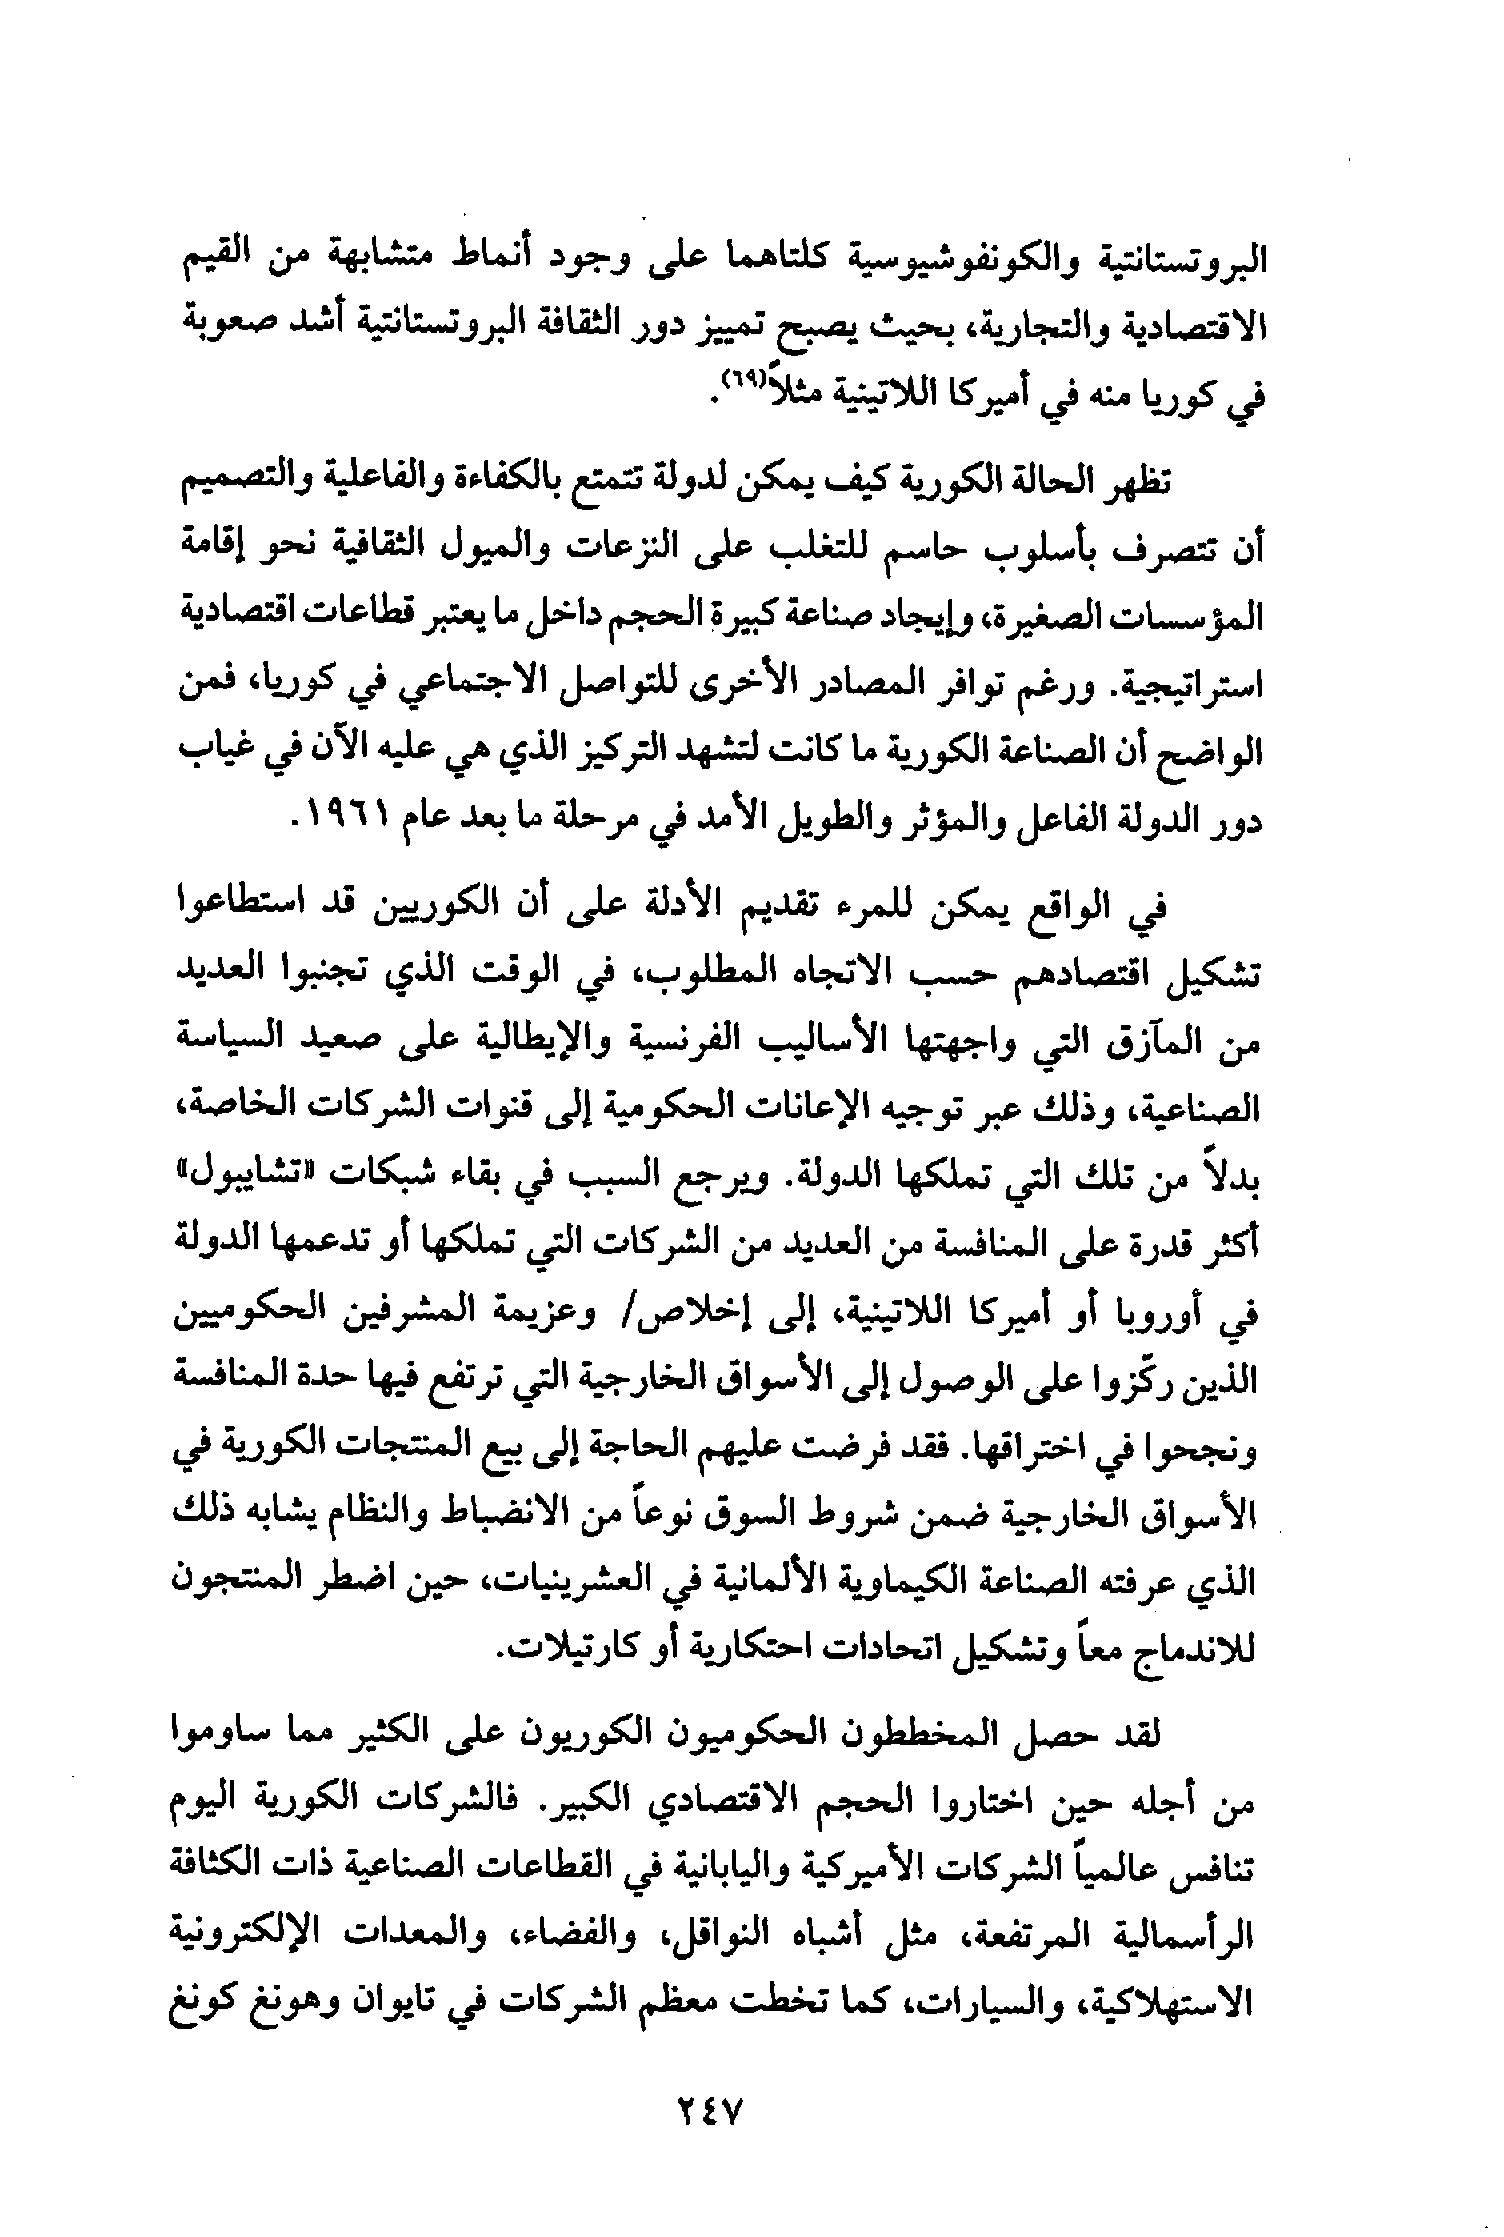 البروتستانتية والكونفوشيوسية كلتاهما على وجود أنماط متشابهة من القيم
الاقتصادية والتجارية، بحيث يصبح تمييز دور الثقافة البروتستانتية أشد صعوبة
في كوريا منه في أميركا اللاتينية مثلاً(٦٩).
تظهر الحالة الكورية كيف يمكن لدولة تتمتع بالكفاءة والفاعلية والتصميم
أن تتصرف بأسلوب حاسم للتغلب على النزعات والميول الثقافية نحو إقامة
المؤسسات الصغيرة، وإيجاد صناعة كبيرة الحجم داخل ما يعتبر قطاعات اقتصادية
استراتيجية. ورغم توافر المصادر الأخرى للتواصل الاجتماعي في كوريا، فمن
الواضح أن الصناعة الكورية ما كانت لتشهد التركيز الذي هي عليه الآن في غياب
دور الدولة الفاعل والمؤثر والطويل الأمد في مرحلة ما بعد عام ١٩٦١.
في الواقع يمكن للمرء تقديم الأدلة على أن الكوريين قد استطاعوا
تشكيل اقتصادهم حسب الاتجاه المطلوب، في الوقت الذي تجنبوا العديد
من المآزق التي واجهتها الأساليب الفرنسية والإيطالية على صعيد السياسة
الصناعية، وذلك عبر توجيه الإعانات الحكومية إلى قنوات الشركات الخاصة،
بدلاً من تلك التي تملكها الدولة. ويرجع السبب في بقاء شبكات «تشايبول»
أكثر قدرة على المنافسة من العديد من الشركات التي تملكها أو تدعمها الدولة
في أوروبا أو أميركا اللاتينية، إلى إخلاص/ وعزيمة المشرفين الحكوميين
الذين ركّزوا على الوصول إلى الأسواق الخارجية التي ترتفع فيها حدة المنافسة
ونجحوا في اختراقها. فقد فرضت عليهم الحاجة إلى بيع المنتجات الكورية في
الأسواق الخارجية ضمن شروط السوق نوعاً من الانضباط والنظام يشابه ذلك
الذي عرفته الصناعة الكيماوية الألمانية في العشرينيات، حين اضطر المنتجون
للاندماج معاً وتشكيل اتحادات احتكارية أو كارتيلات.
لقد حصل المخططون الحكوميون الكوريون على الكثير مما ساوموا
من أجله حين اختاروا الحجم الاقتصادي الكبير. فالشركات الكورية اليوم
تنافس عالمياً الشركات الأميركية واليابانية في القطاعات الصناعية ذات الكثافة
الرأسمالية المرتفعة، مثل أشباه النواقل، والفضاء، والمعدات الإلكترونية
الاستهلاكية، والسيارات، كما تخطت معظم الشركات في تايوان وهونغ كونغ
٢٤٧